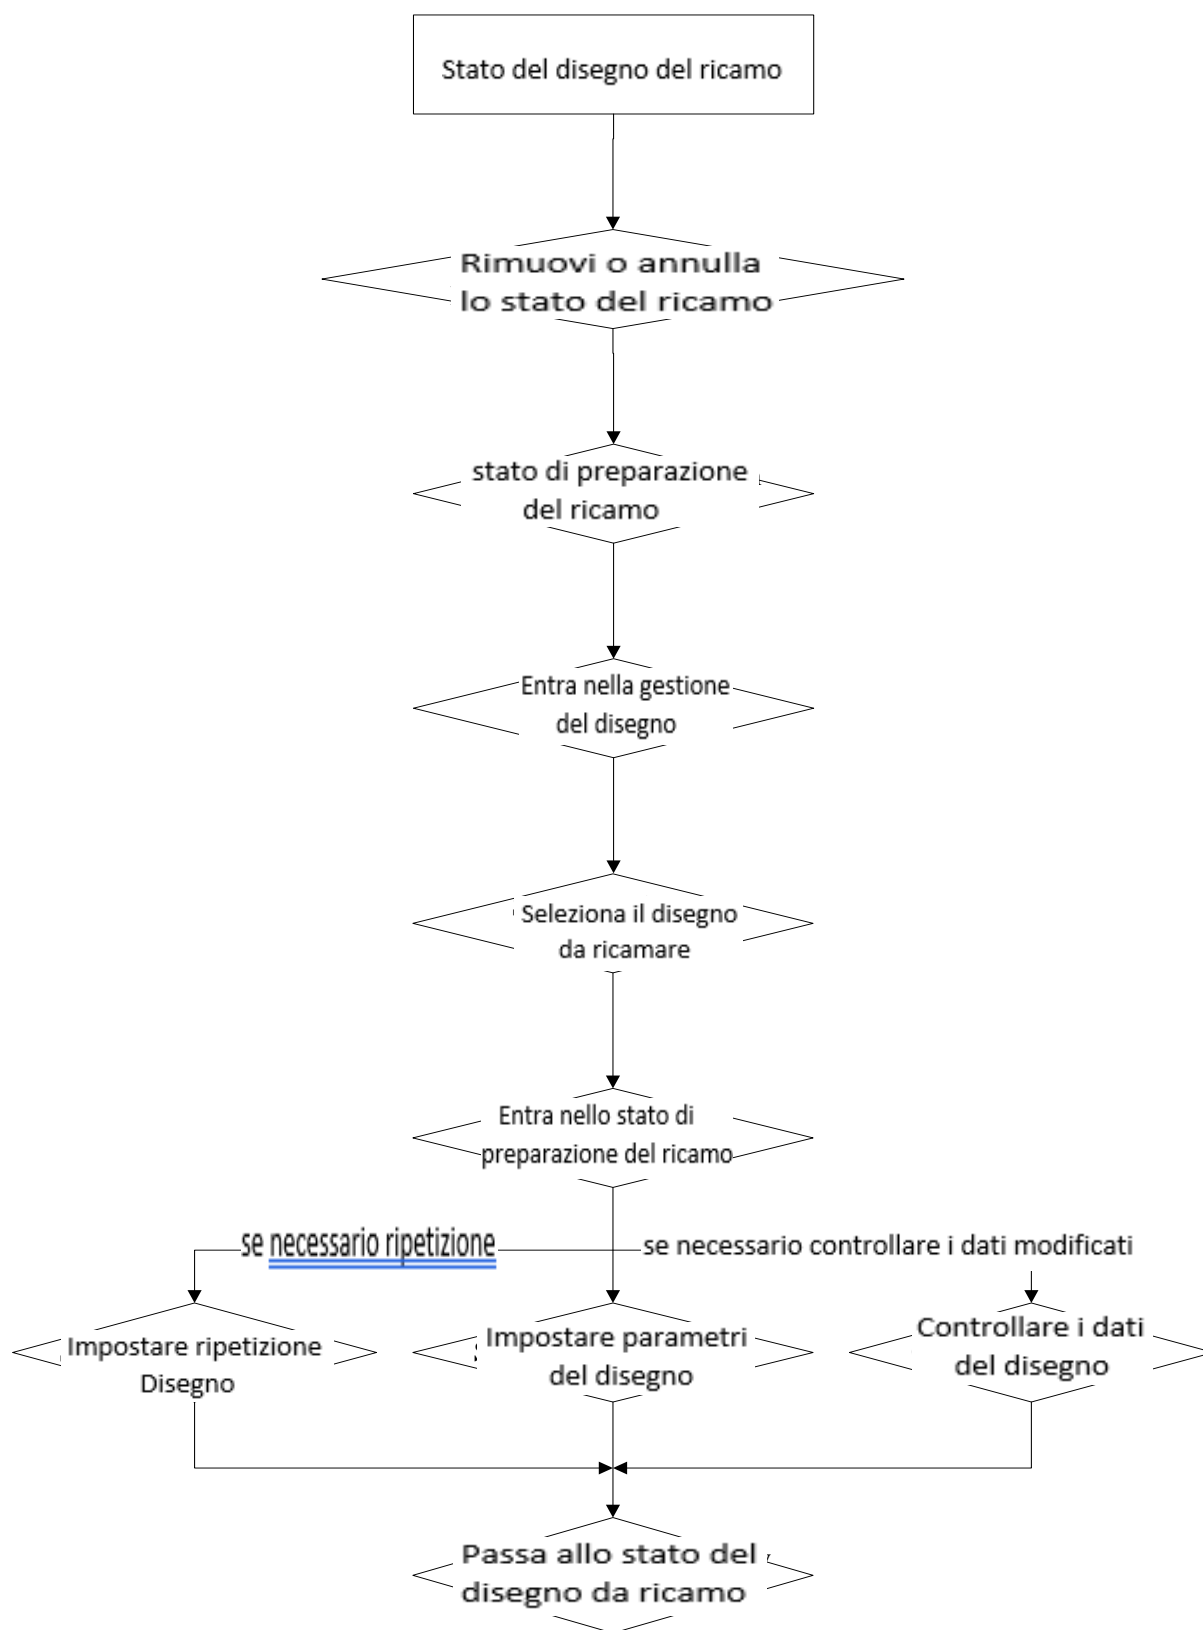 Stato del disegno del ricamo
Rimuovi o annulla
lo stato del ricamo
stato di preparazione
del ricamo
Entra nella gestione
del disegno
Seleziona il disegno
da ricamare
Entra nello stato di
preparazione del ricamo
se necessario ripetizione
se necessario controllare i dati modificati
Impostare ripetizione
Disegno
Impostare parametri
del disegno
Controllare i dati
del disegno
Passa allo stato del
disegno da ricamo